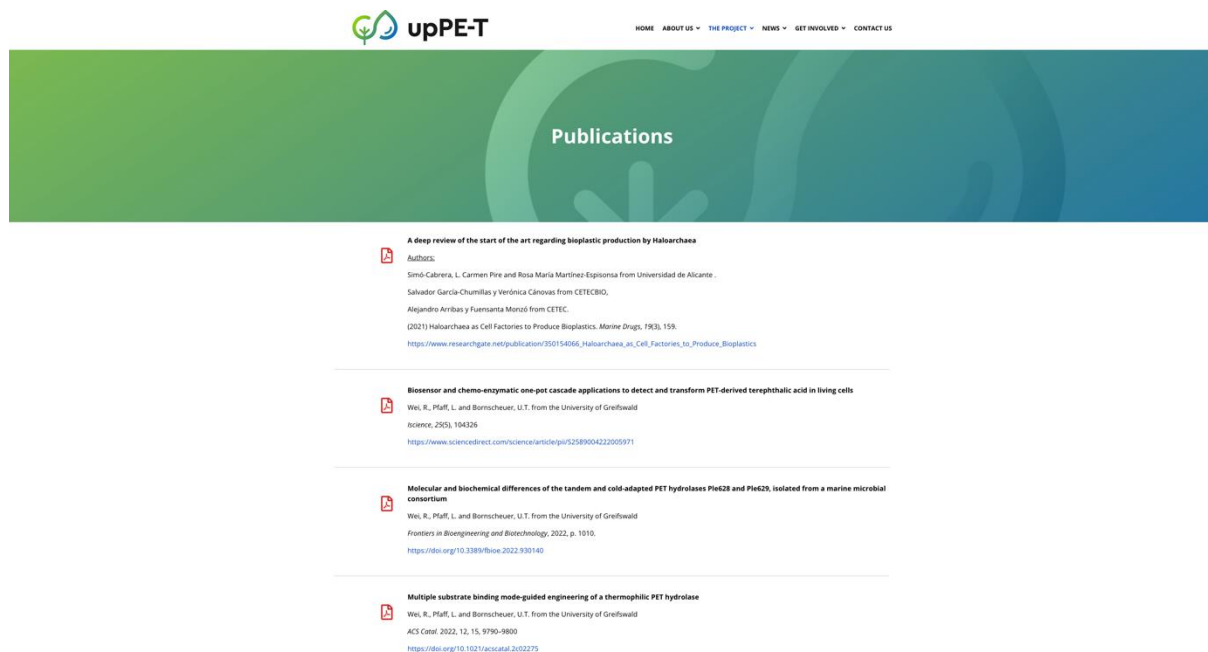 upPE-T
HOME ABOUT US THE PROJECT NEWS GET INVOLVED CONTACT US
Publications
A deep review of the start of the art regarding bioplastic production by Haloarchaea
Authors:
Simó-Cabrera, L. Carmen Pire and Rosa María Martínez-Espisonsa from Universidad de Alicante .
Salvador García-Chumillas y Verónica Cánovas from CETECBIO,
Alejandro Arribas y Fuensanta Monzó from CETEC.
(2021) Haloarchaea as Cell Factories to Produce Bioplastics. Marine Drugs, 19(3), 159.
https://www.researchgate.net/publication/350154066_Haloarchaea_as_Cell_Factories_to_Produce_Bioplastics
Biosensor and chemo-enzymatic one-pot cascade applications to detect and transform PET-derived terephthalic acid in living cells
Wei, R., Pfaff, L. and Bornscheuer, U.T. from the University of Greifswald
Iscience, 25(5), 104326
https://www.sciencedirect.com/science/article/pii/S2589004222005971
Molecular and biochemical differences of the tandem and cold-adapted PET hydrolases Ple628 and Ple629, isolated from a marine microbial
consortium
Wei, R., Pfaff, L. and Bornscheuer, U.T. from the University of Greifswald
Frontiers in Bioengineering and Biotechnology, 2022, p. 1010.
https://doi.org/10.3389/fbioe.2022.930140
Multiple substrate binding mode-guided engineering of a thermophilic PET hydrolase
Wei, R., Pfaff, L. and Bornscheuer, U.T. from the University of Greifswald
ACS Catal. 2022, 12, 15, 9790–9800
https://doi.org/10.1021/acscatal.2c02275